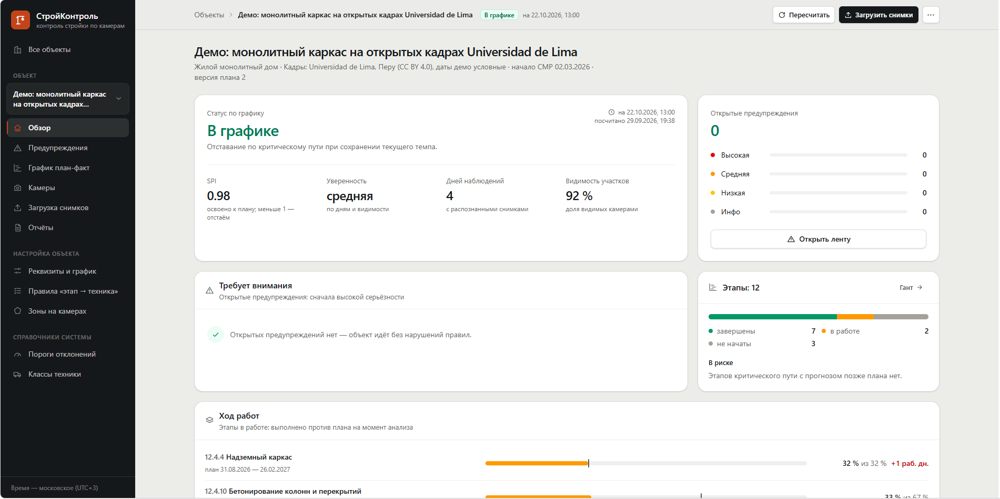 СтройКонтроль
контроль стройки по камерам
Все объекты
ОБЪЕКТ
Демо: монолитный каркас
на открытых кадрах...
Обзор
Предупреждения
График план-факт
Камеры
Загрузка снимков
Отчёты
НАСТРОЙКА ОБЪЕКТА
Реквизиты и график
Правила «этап → техника»
Зоны на камерах
СПРАВОЧНИКИ СИСТЕМЫ
Пороги отклонений
Классы техники
Время — московское (UTC+3)
Объекты > Демо: монолитный каркас на открытых кадрах Universidad de Lima В графике на 22.10.2026, 13:00
Пересчитать
Загрузить снимки
Демо: монолитный каркас на открытых кадрах Universidad de Lima
Жилой монолитный дом · Кадры: Universidad de Lima, Перу (CC BY 4.0), даты демо условные · начало СМР 02.03.2026 ·
версия плана 2
Статус по графику
на 22.10.2026, 13:00
посчитано 29.09.2026, 19:38
В графике
Отставание по критическому пути при сохранении текущего темпа.
SPI
0.98
освоено к плану; меньше 1 —
отстаём
Уверенность
средняя
по дням и видимости
Дней наблюдений
4
с распознанными снимками
Видимость участков
92 %
доля видимых камерами
Открытые предупреждения
0
Высокая 0
Средняя 0
Низкая 0
Инфо 0
Открыть ленту
Требует внимания
Открытые предупреждения: сначала высокой серьёзности
Открытых предупреждений нет — объект идёт без нарушений правил.
Этапы: 12
Гант →
завершены 7
в работе 2
не начаты 3
В риске
Этапов критического пути с прогнозом позже плана нет.
Ход работ
Этапы в работе: выполнено против плана на момент анализа
12.4.4 Надземный каркас
план 31.08.2026 — 26.02.2027
32 % из 32 % +1 раб. дн.
12.4.10 Бетонирование колонн и перекрытий
33 % из 67 %